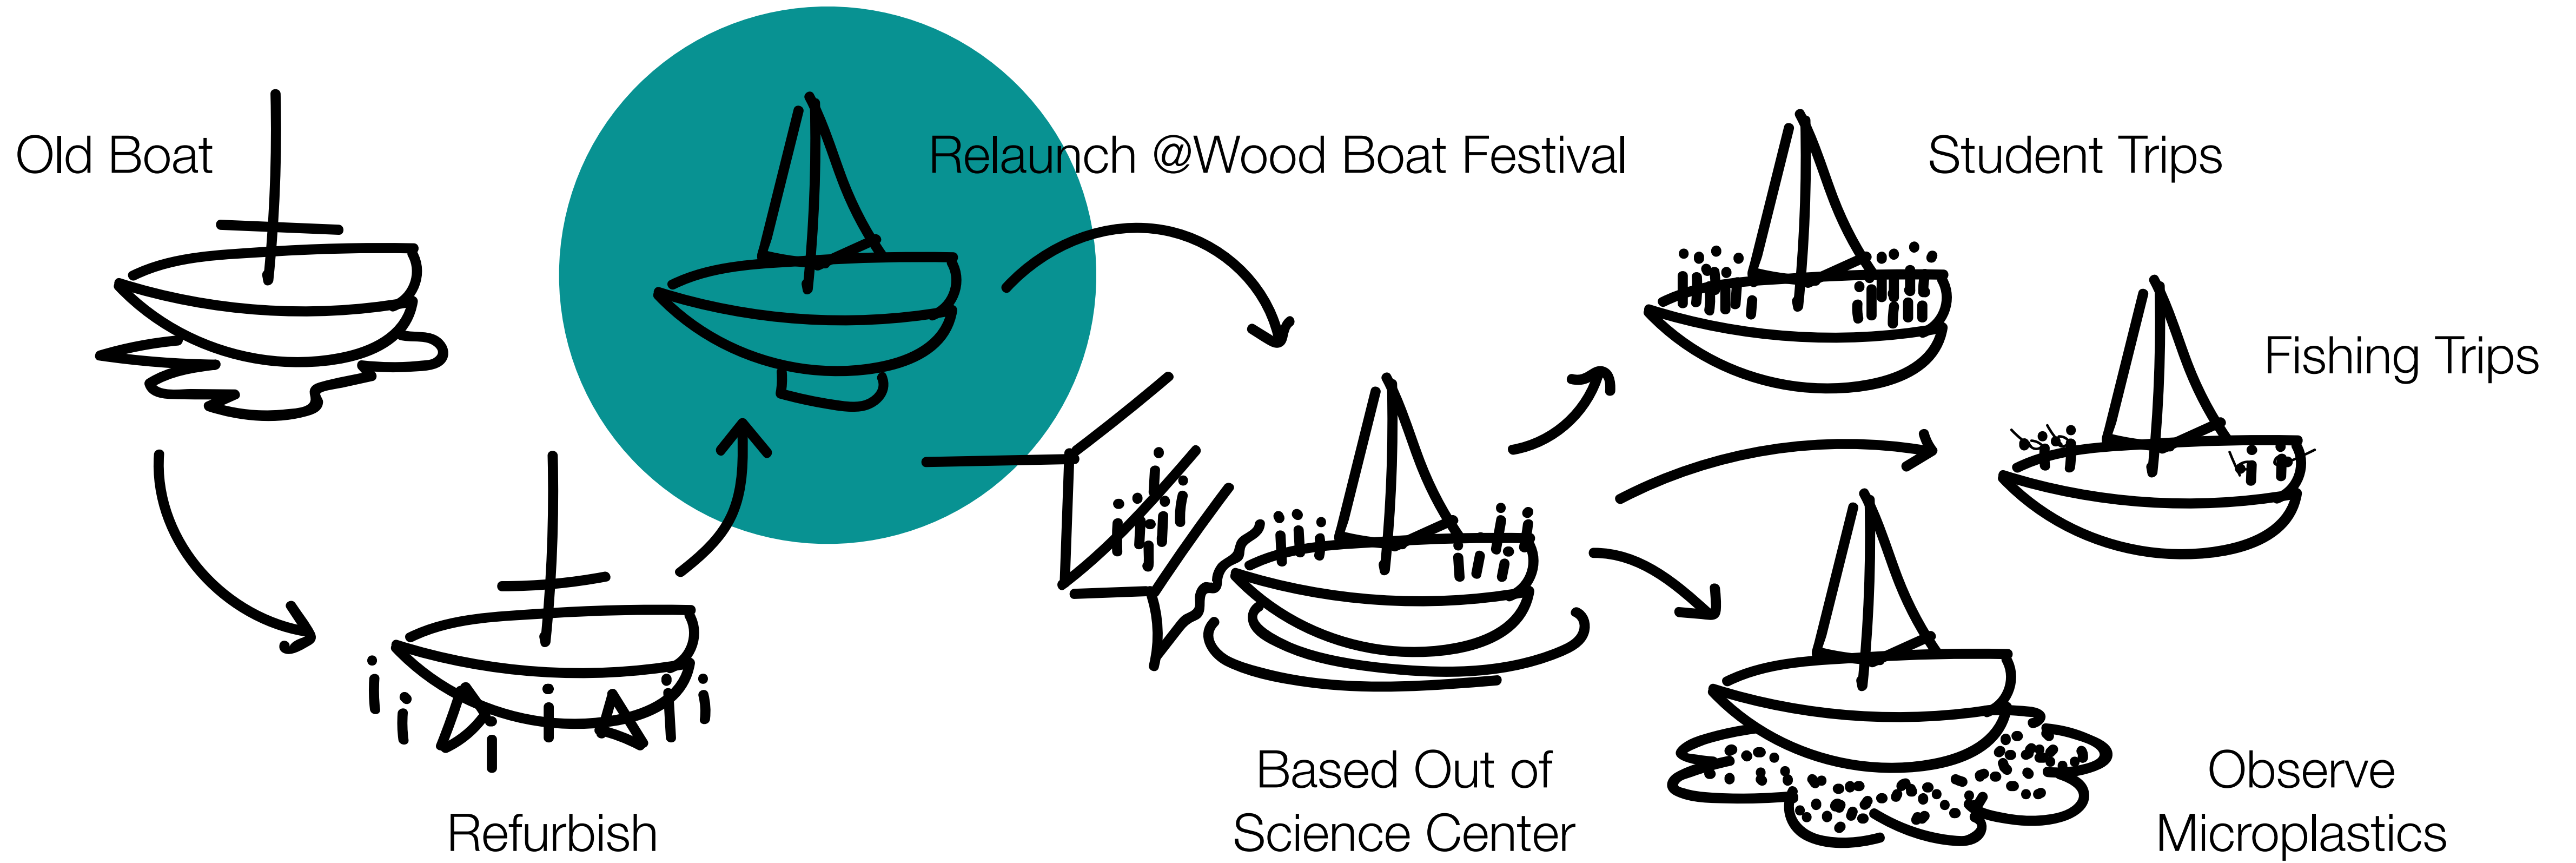 Old Boat
Refurbish
Relaunch @Wood Boat Festival
Based Out of
Science Center
Student Trips
Fishing Trips
Observe
Microplastics